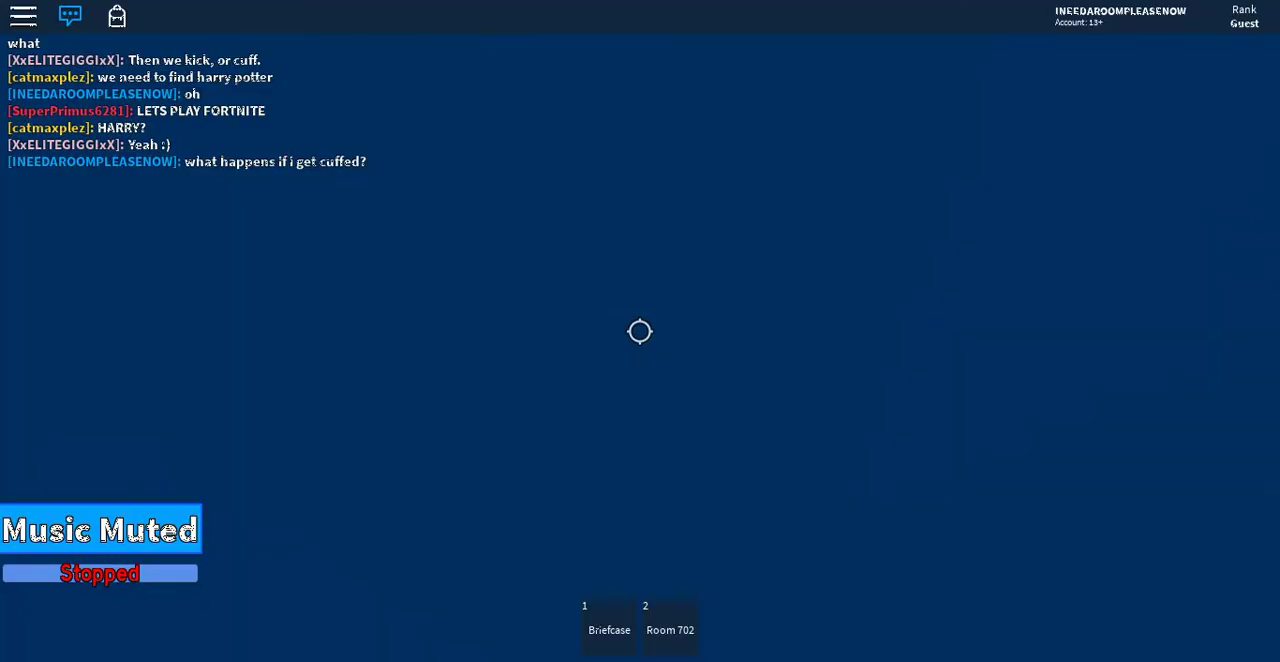 INEEDAROOMPLEASENOW
Account: 13+
Rank
Guest
what
[XxELITEGIGGIxX]: Then we kick, or cuff.
[catmaxplez]: we need to find harry potter
[INEEDAROOMPLEASENOW]: oh
[SuperPrimus6281]: LETS PLAY FORTNITE
[catmaxplez]: HARRY?
[XxELITEGIGGIxX]: Yeah :)
[INEEDAROOMPLEASENOW]: what happens if i get cuffed?
Music Muted
Stopped
1
Briefcase
2
Room 702